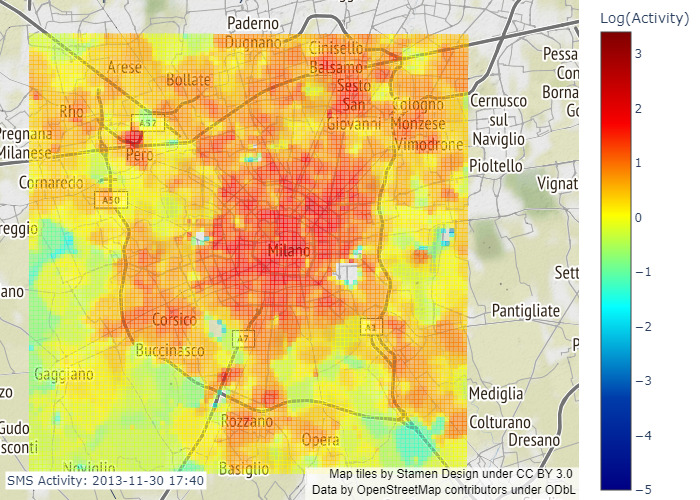 Log(Activity)
Paderno
Dugnano
Cinisello
Balsamo
Arese
Bollate
Sesto
San
Giovanni
Cologno
Monzese
Vimodrone
Pessa
Con
Borna
Go
Cernusco
sul
Naviglio
Rho
A52
Pregnana
Milanese
Pero
Pioltello
Cornaredo
A50
Vignat
reggio
Milano
Sett
ano
Pantigliate
Corsico
A7
A1
Buccinasco
P
Gaggiano
zo
Mediglia
Rozzano
Colturano
Gudo
sconti
Opera
Dresano
Noviglio
Basiglio
SMS Activity: 2013-11-30 17:40
Map tiles by Stamen Design under CC BY 3.0
Data by OpenStreetMap contributors under ODbL
3
2
1
0
−1
−2
−3
−4
−5